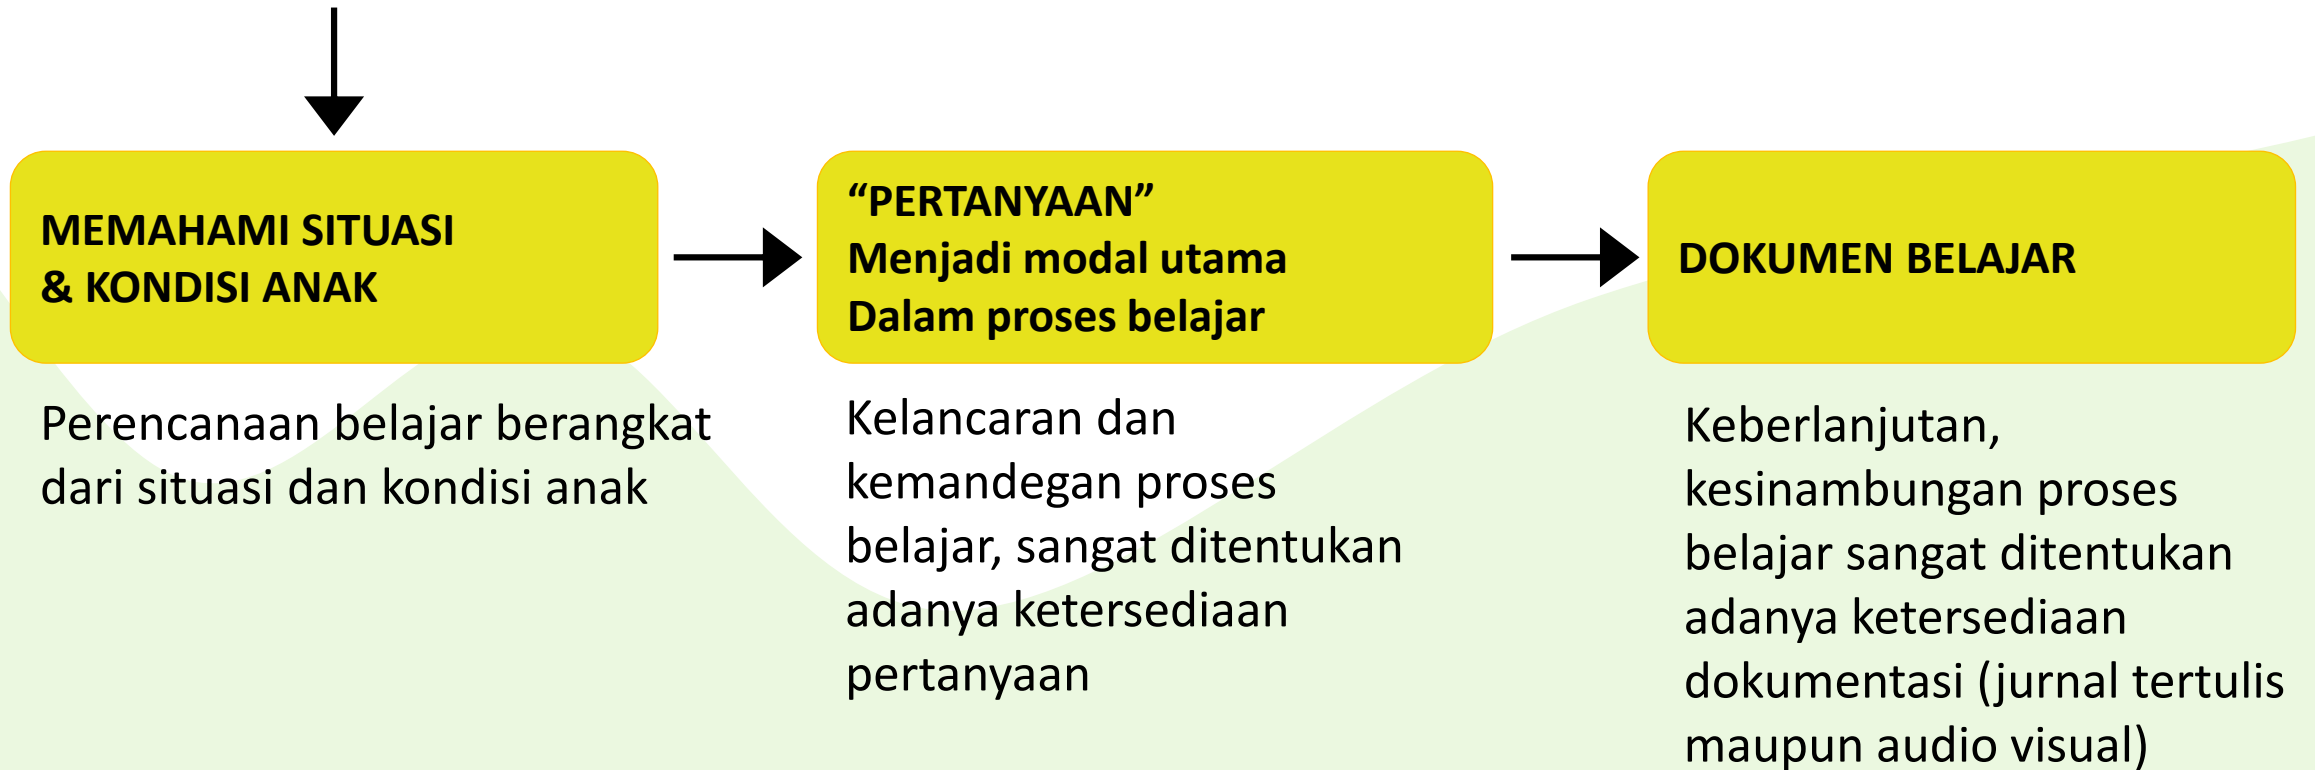 MEMAHAMI SITUASI
& KONDISI ANAK
Perencanaan belajar berangkat
dari situasi dan kondisi anak
“PERTANYAAN”
Menjadi modal utama
Dalam proses belajar
Kelancaran dan
kemandegan proses
belajar, sangat ditentukan
adanya ketersediaan
pertanyaan
DOKUMEN BELAJAR
Keberlanjutan,
kesinambungan proses
belajar sangat ditentukan
adanya ketersediaan
dokumentasi (jurnal tertulis
maupun audio visual)